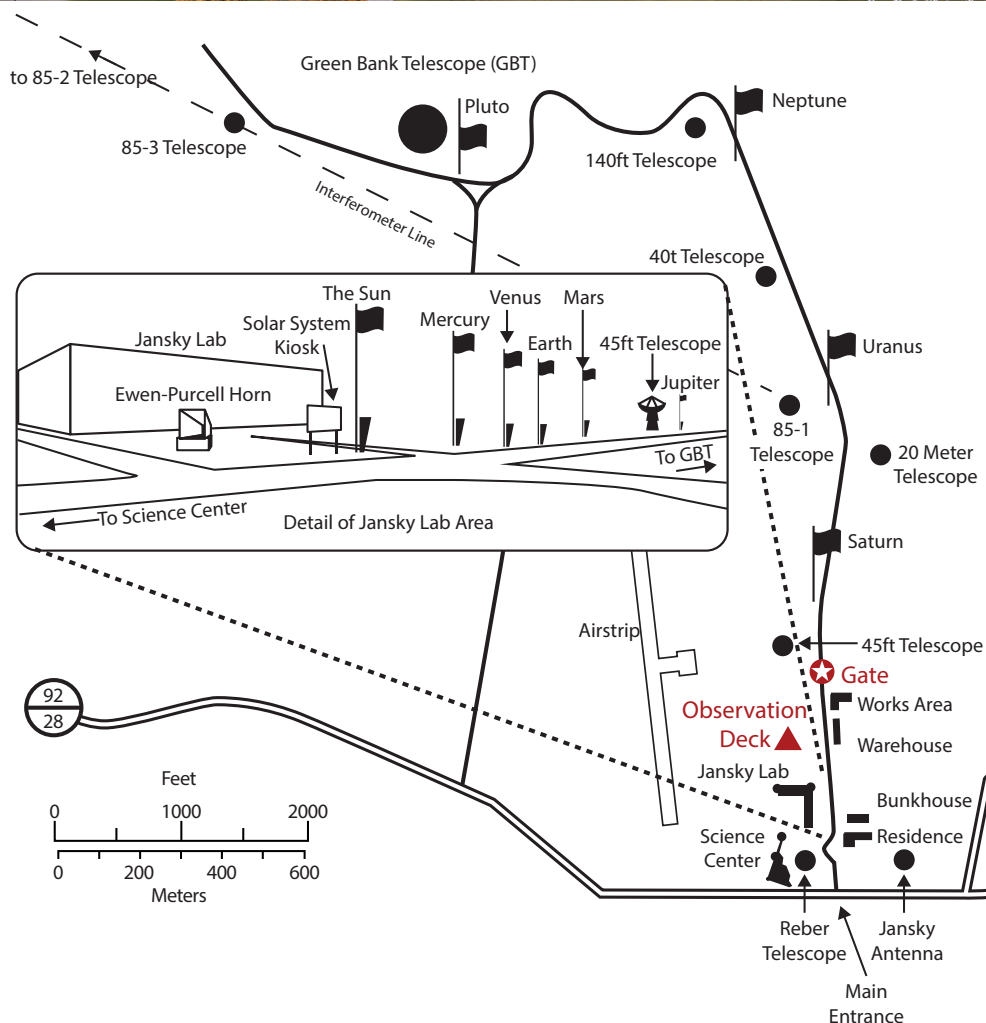 Green Bank Telescope (GBT)
to 85-2 Telescope
Pluto
Neptune
85-3 Telescope
140ft Telescope
Interferometer Line
40t Telescope
The Sun
Venus
Mars
Solar System
Kiosk
Mercury
Jansky Lab
Earth
45ft Telescope
Uranus
Ewen-Purcell Horn
Jupiter
85-1
Telescope
20 Meter
Telescope
To GBT
To Science Center
Detail of Jansky Lab Area
Saturn
Airstrip
45ft Telescope
Gate
92
28
Works Area
Observation
Deck
Warehouse
Jansky Lab
Feet
0
1000
2000
Bunkhouse
Science
Center
Residence
0
200
400
600
Meters
Reber
Telescope
Jansky
Antenna
Main
Entrance